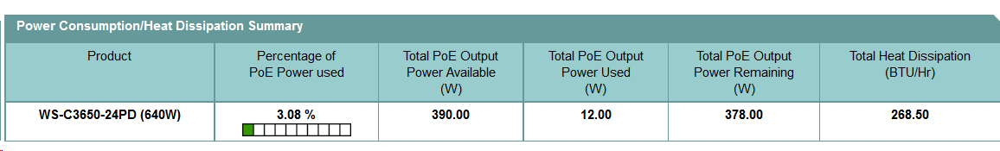 Power Consumption/Heat Dissipation Summary
Product
Percentage of
PoE Power used
Total PoE Output
Power Available
(W)
Total PoE Output
Power Used
(W)
Total PoE Output
Power Remaining
(W)
Total Heat Dissipation
(BTU/Hr)
WS-C3650-24PD (640W)
3.08 %
390.00
12.00
378.00
268.50